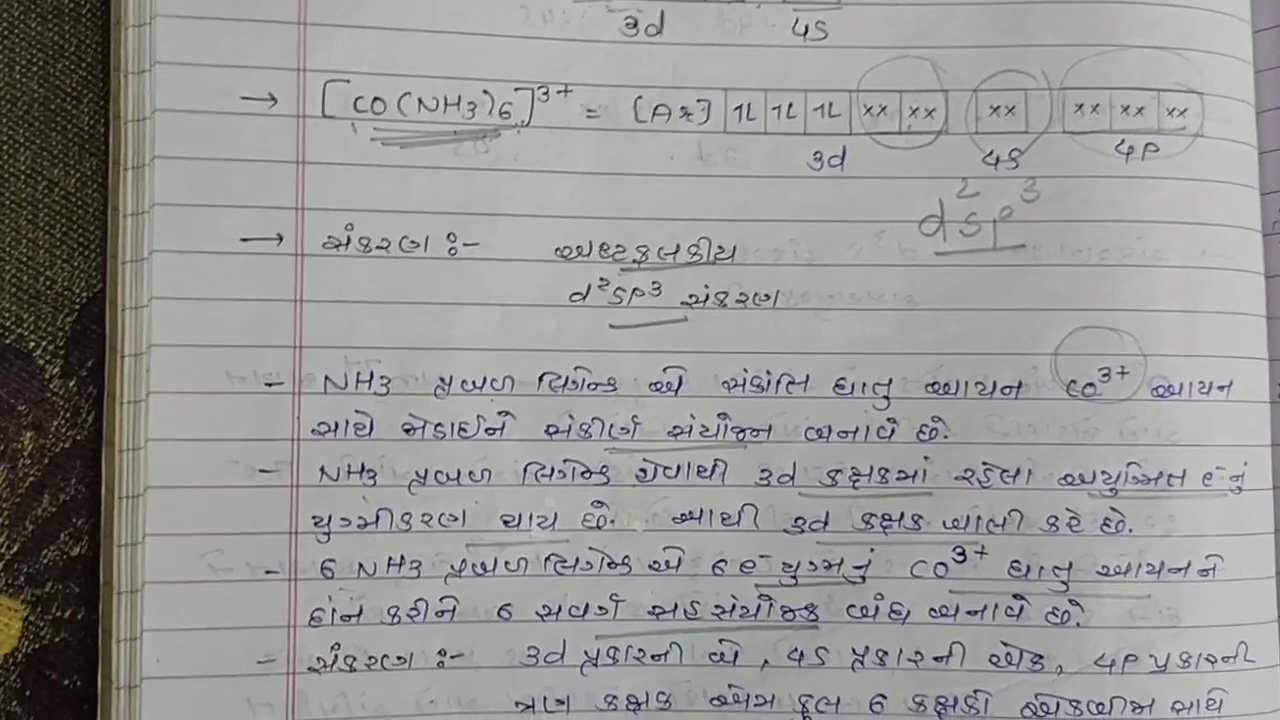 3d 4S
→ [CO(NH3)6]3+ = [Ar] 1L 1L 1L xx xx xx xx xx xx
3d 4S 4P
d2sp3
→ સંકરણ :- અષ્ટફલકીય
d2sp3 સંકરણ
- NH3 પ્રબળ લિગેન્ડ એ સંક્રાંતિ ધાતુ આયન CO3+ આયન
સાથે જોડાઈને સંકીર્ણ સંયોજન બનાવે છે.
- NH3 પ્રબળ લિગેન્ડ હોવાથી 3d કક્ષકમાં રહેલા અયુગ્મિત e-નું
યુગ્મીકરણ થાય છે. આથી 3d કક્ષક ખાલી કરે છે.
- 6 NH3 પ્રબળ લિગેન્ડ એ 6 e- યુગ્મનું CO3+ ધાતુ આયનને
દાન કરીને 6 સવર્ગ સહસંયોજક બંધ બનાવે છે.
- સંકરણ :- 3d પ્રકારની બે, 4S પ્રકારની એક, 4P પ્રકારની
ત્રણ કક્ષક એમ કૂલ 6 કક્ષકો એકબીજા સાથે